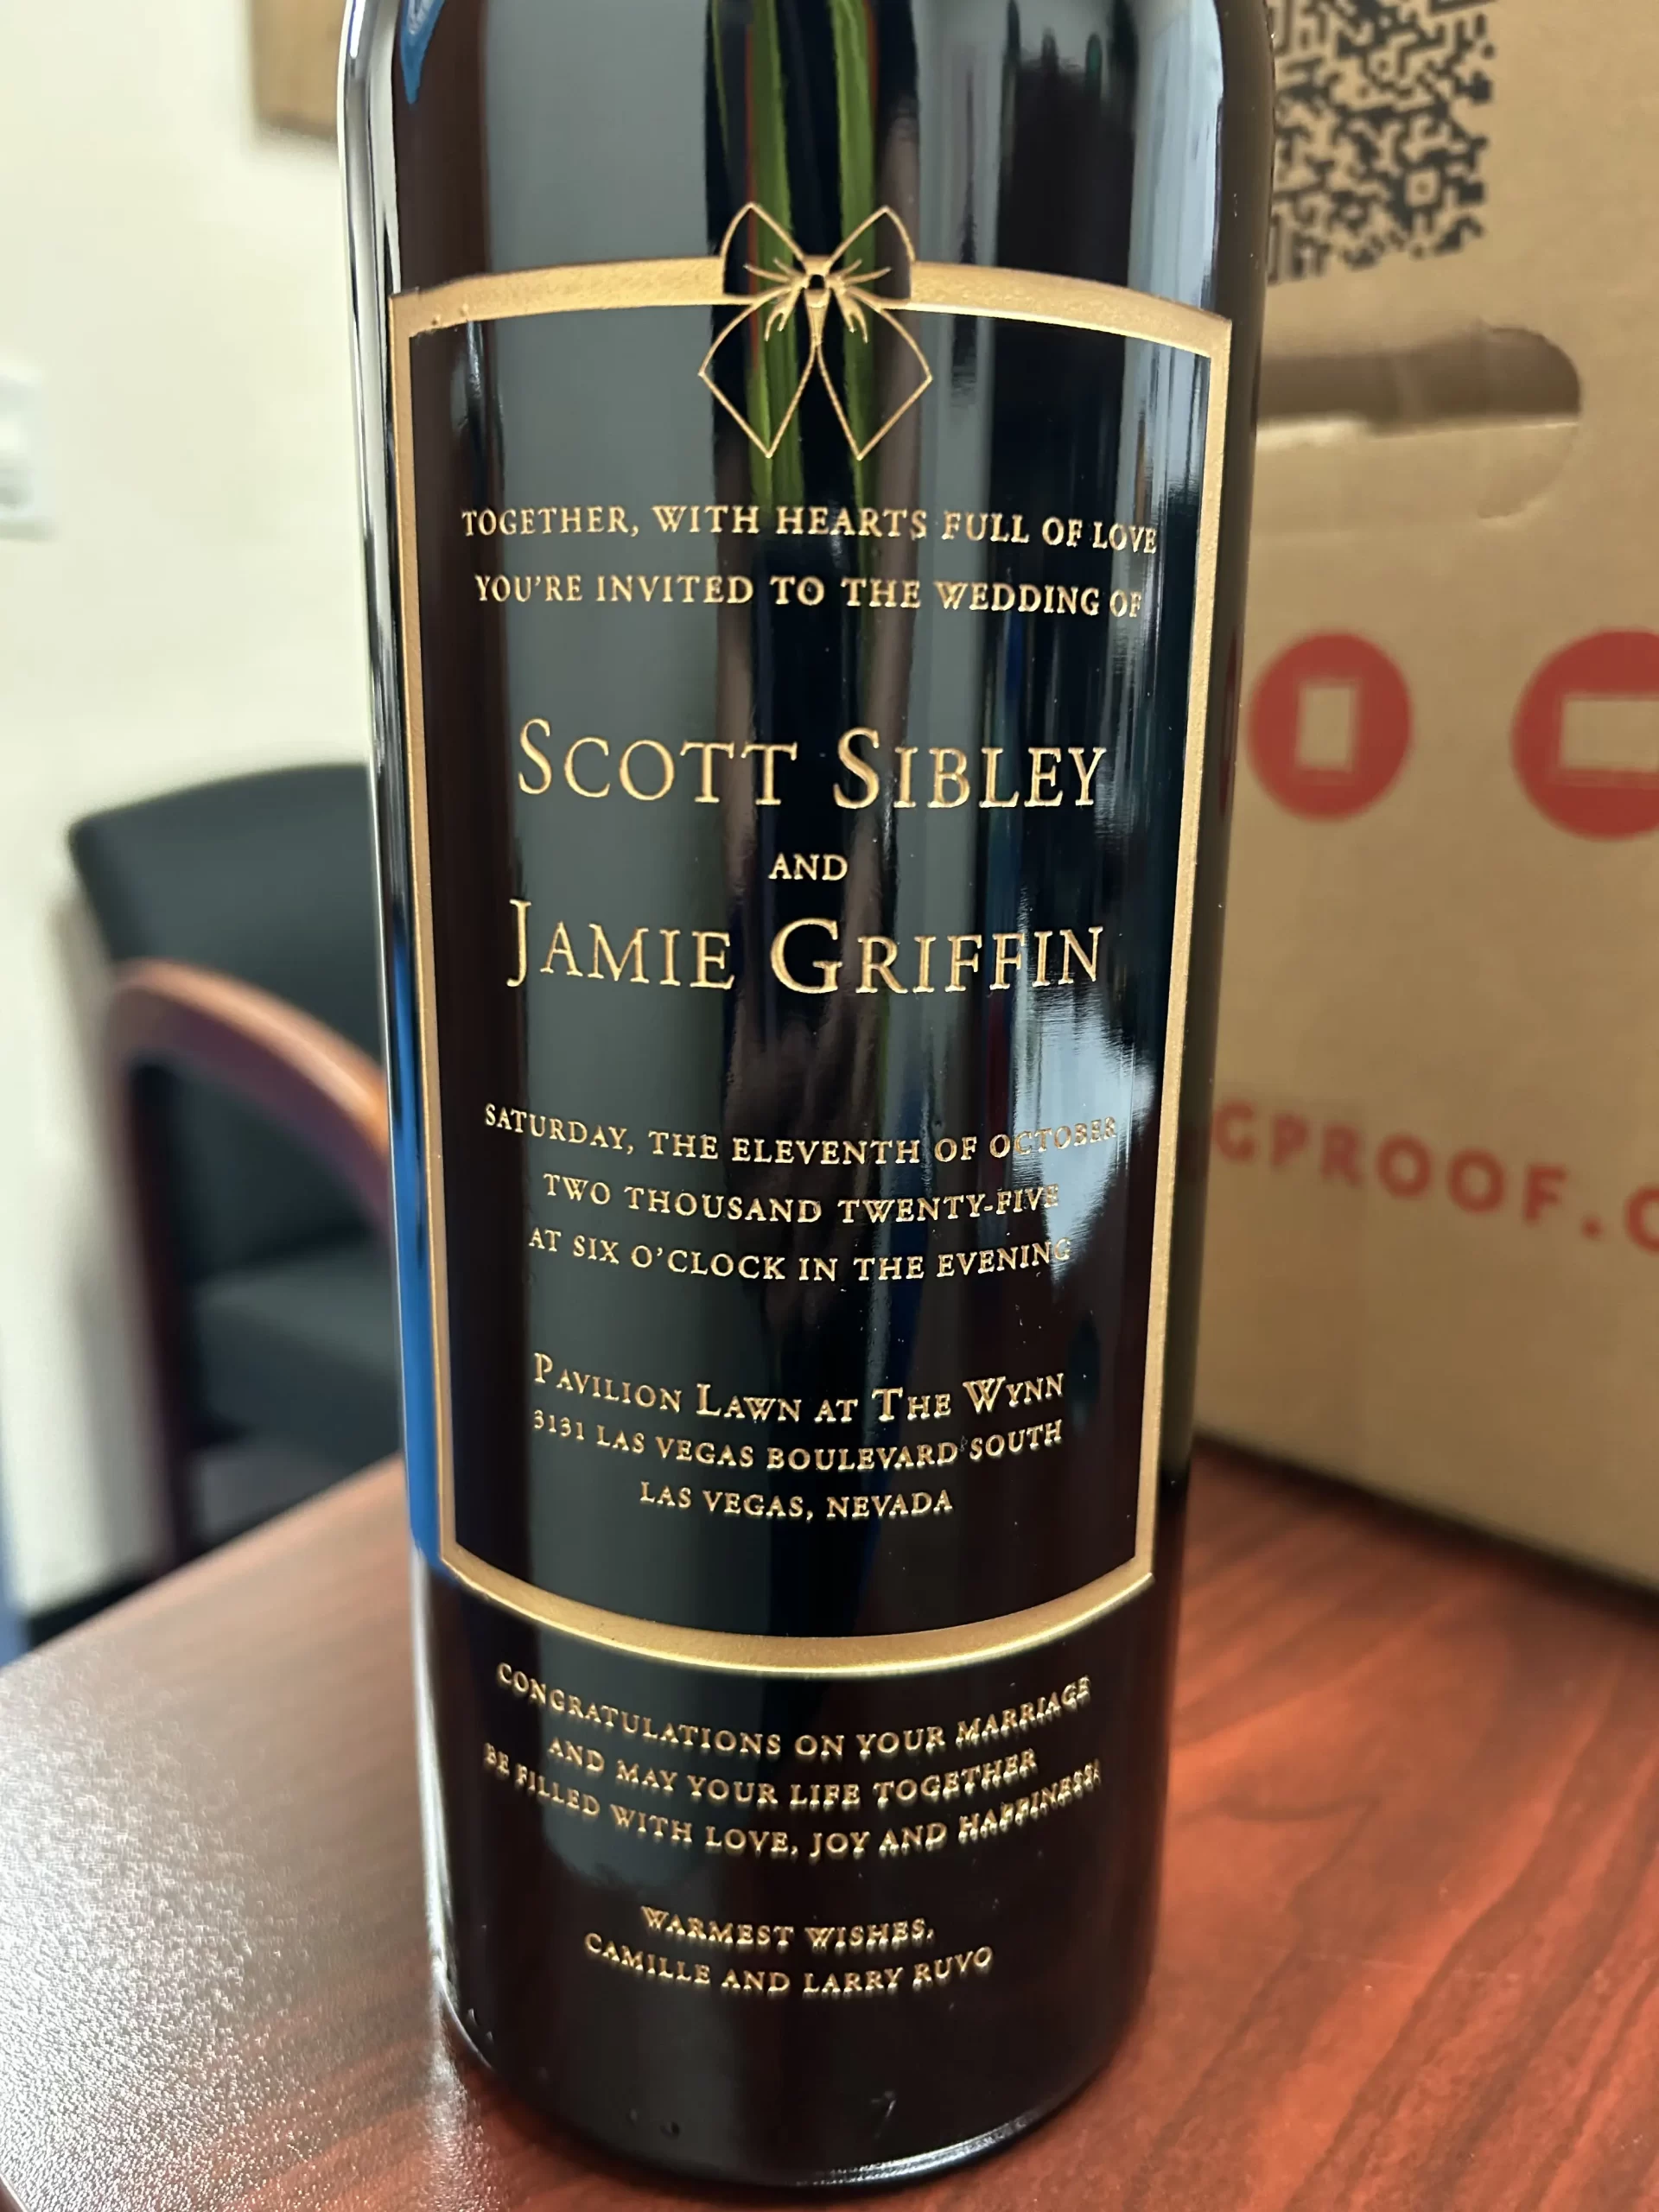 TOGETHER, WITH HEARTS FULL OF LOVE
YOU'RE INVITED TO THE WEDDING OF
SCOTT SIBLEY
AND
JAMIE GRIFFIN
SATURDAY, THE ELEVENTH OF OCTOBER
TWO THOUSAND TWENTY-FIVE
AT SIX O'CLOCK IN THE EVENING
PAVILION LAWN AT THE WYNN
3131 LAS VEGAS BOULEVARD SOUTH
LAS VEGAS, NEVADA
CONGRATULATIONS ON YOUR MARRIAGE
AND MAY YOUR LIFE TOGETHER
BE FILLED WITH LOVE, JOY AND HAPPINESS!
WARMEST WISHES,
CAMILLE AND LARRY RUVO
GPROOF.C